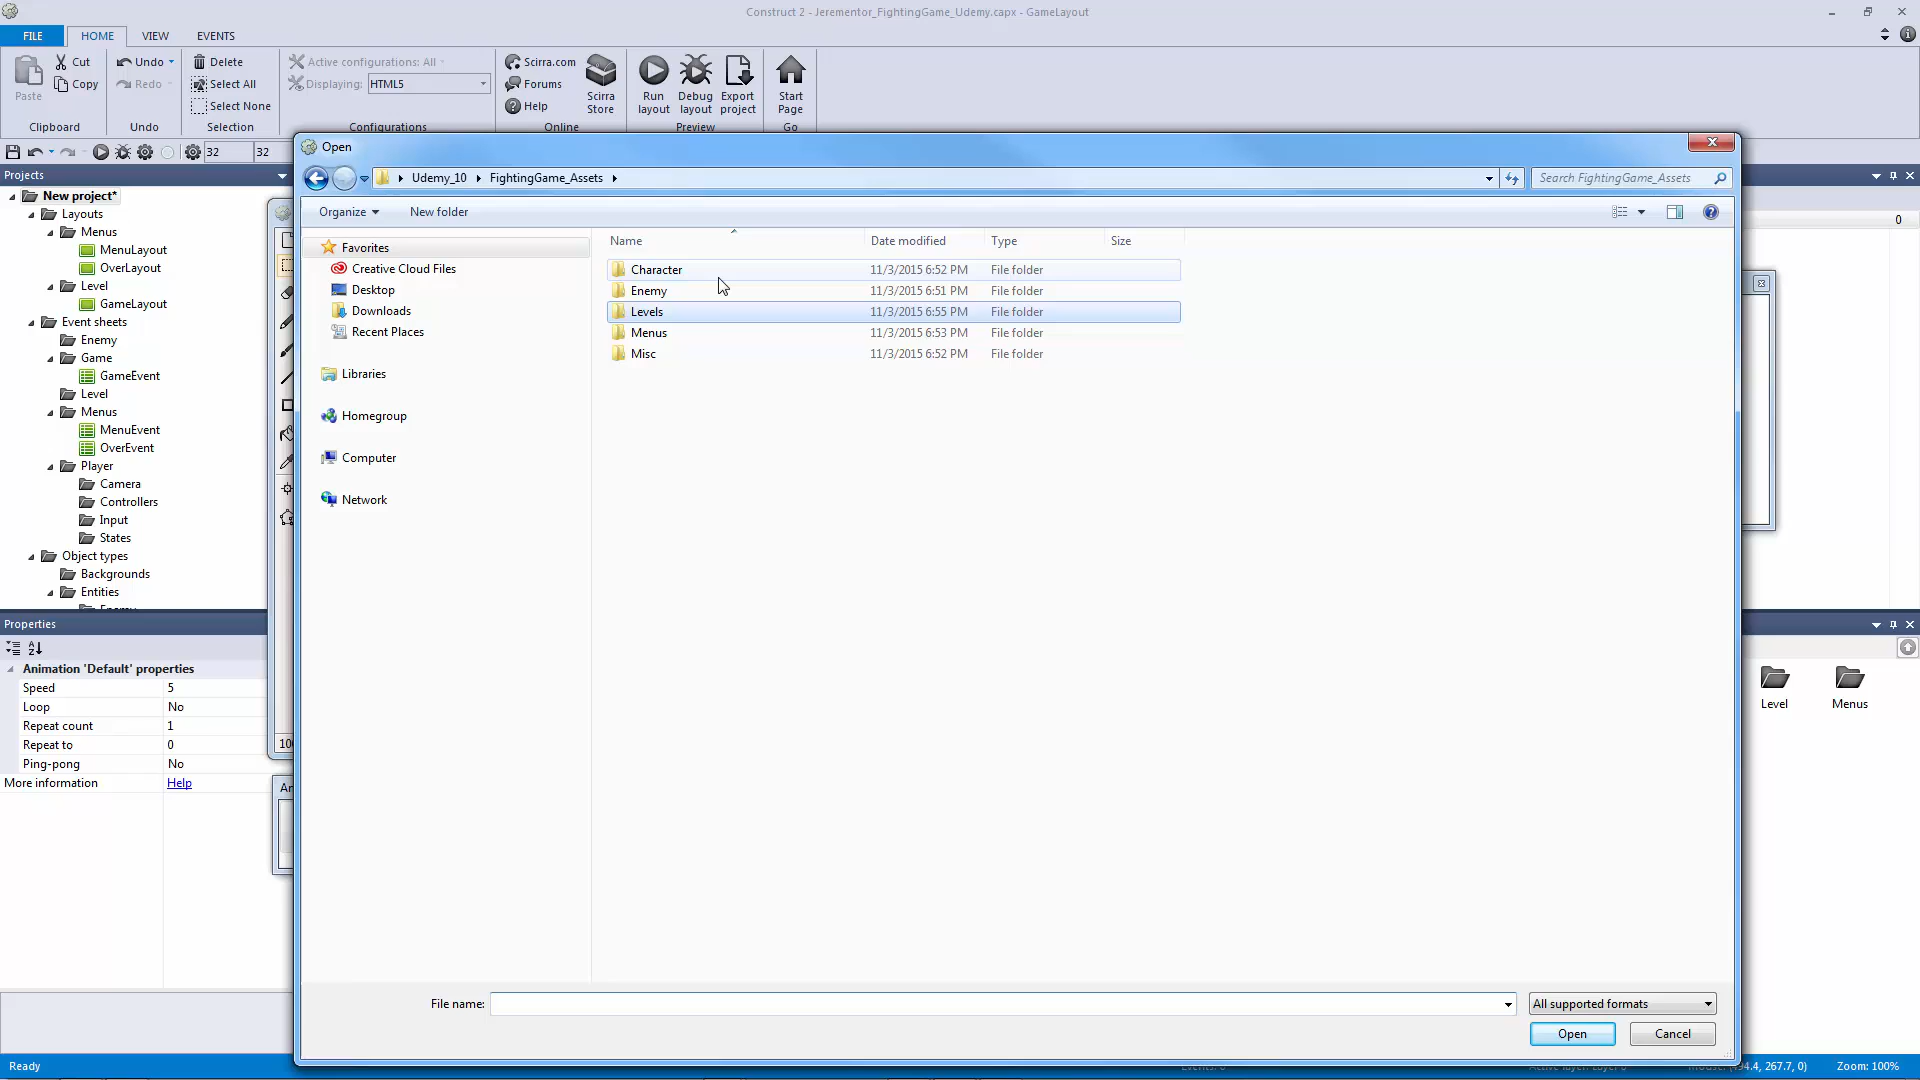 Construct 2 - Jerementor_FightingGame_Udemy.capx - GameLayout
FILE HOME VIEW EVENTS
Paste Cut Copy
Clipboard
Undo Redo
Undo
Delete
Select All
Select None
Selection
Active configurations: All
Displaying: HTML5
Configurations
Scirra.com
Forums
Help
Scirra Store
Online
Run layout
Debug layout
Export project
Preview
Start Page
Go
32 32
Projects
New project*
Layouts
Menus
MenuLayout
OverLayout
Level
GameLayout
Event sheets
Enemy
Game
GameEvent
Level
Menus
MenuEvent
OverEvent
Player
Camera
Controllers
Input
States
Object types
Backgrounds
Entities
Properties
Animation 'Default' properties
Speed 5
Loop No
Repeat count 1
Repeat to 0
Ping-pong No
More information Help
Ready
Open
Udemy_10 FightingGame_Assets
Search FightingGame_Assets
Organize New folder
Favorites
Creative Cloud Files
Desktop
Downloads
Recent Places
Libraries
Homegroup
Computer
Network
Name Date modified Type Size
Character 11/3/2015 6:52 PM File folder
Enemy 11/3/2015 6:51 PM File folder
Levels 11/3/2015 6:55 PM File folder
Menus 11/3/2015 6:53 PM File folder
Misc 11/3/2015 6:52 PM File folder
File name:
All supported formats
Open Cancel
0
Level Menus
Zoom: 100%